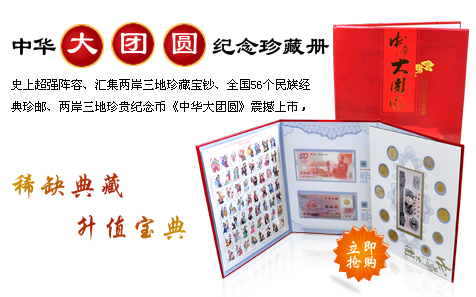 中华大团圆纪念珍藏册
史上超强阵容、汇集两岸三地珍藏宝钞、全国56个民族经
典珍邮、两岸三地珍贵纪念币《中华大团圆》震撼上市，
稀缺典藏
升值宝典
中华
大团圆
立即
抢购